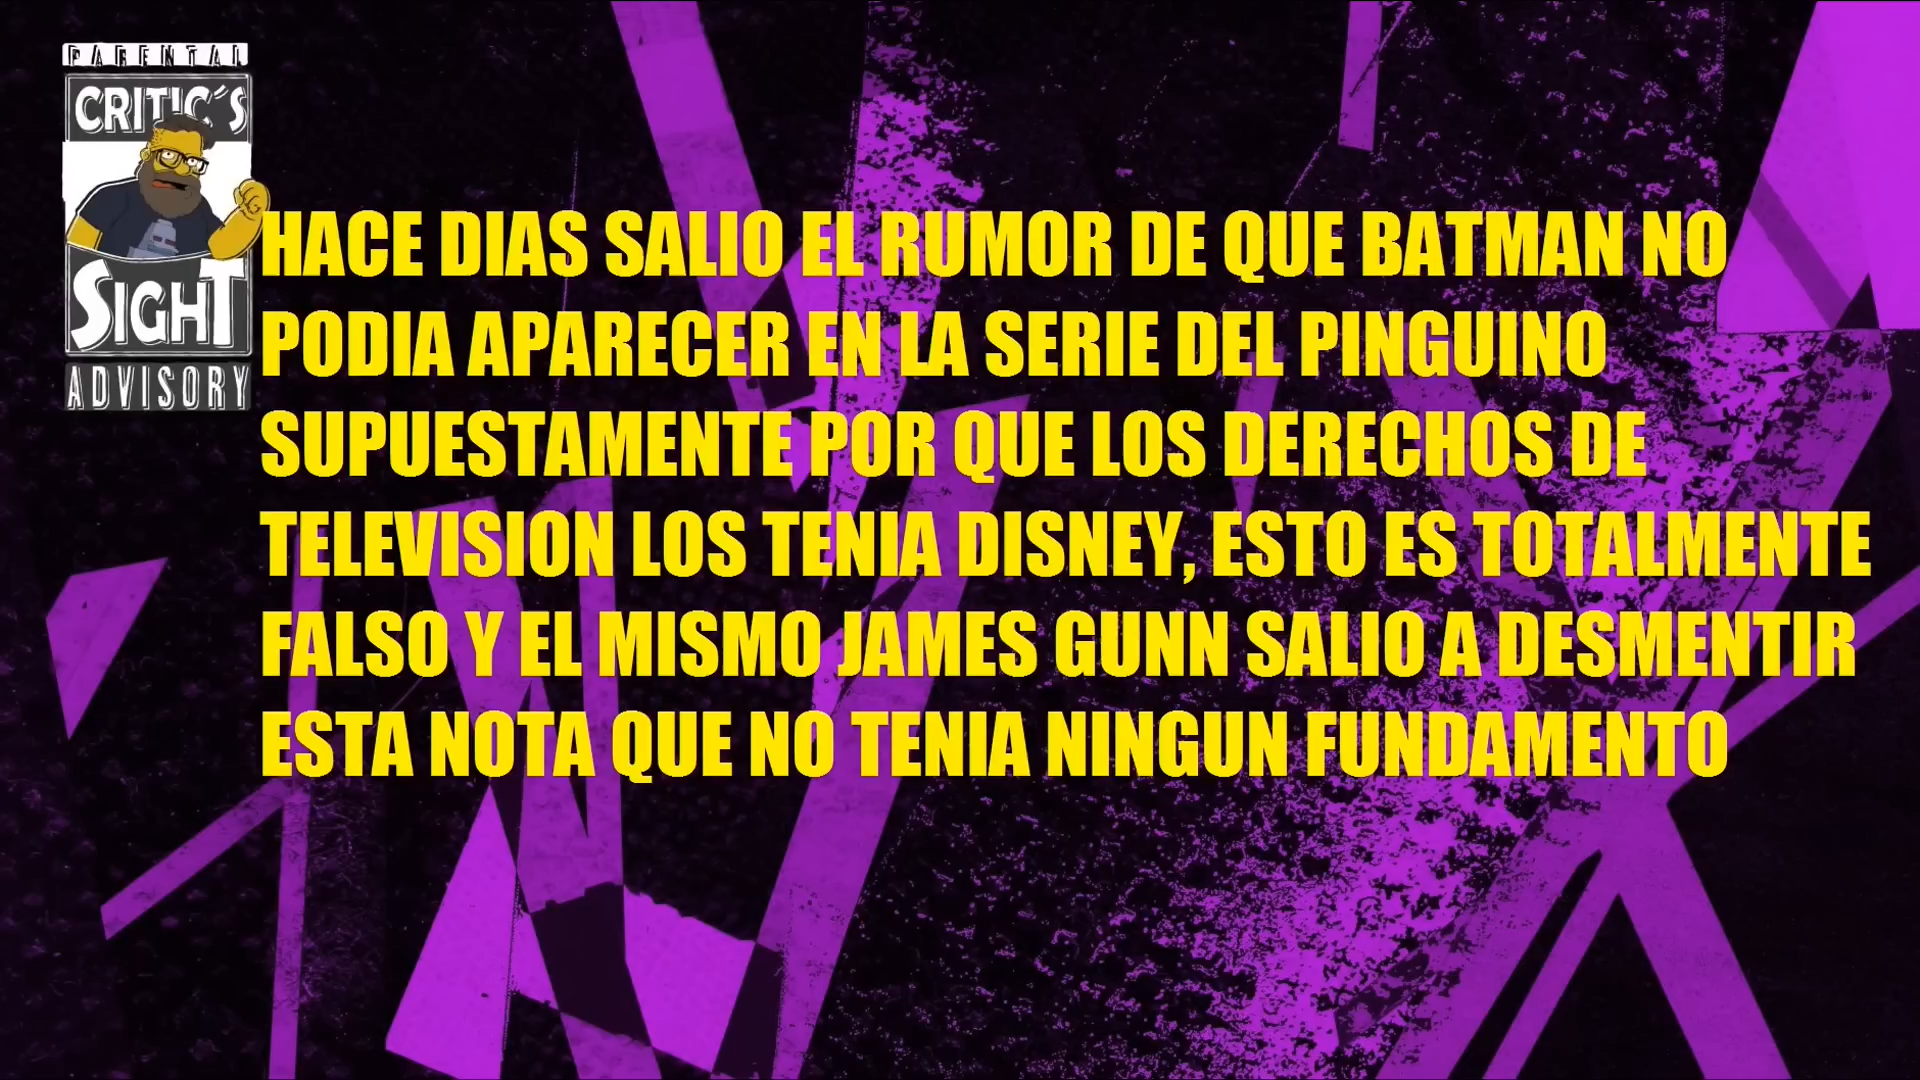 PARENTAL
CRITIC´S
SIGHT
ADVISORY
HACE DIAS SALIO EL RUMOR DE QUE BATMAN NO
PODIA APARECER EN LA SERIE DEL PINGUINO
SUPUESTAMENTE POR QUE LOS DERECHOS DE
TELEVISION LOS TENIA DISNEY, ESTO ES TOTALMENTE
FALSO Y EL MISMO JAMES GUNN SALIO A DESMENTIR
ESTA NOTA QUE NO TENIA NINGUN FUNDAMENTO